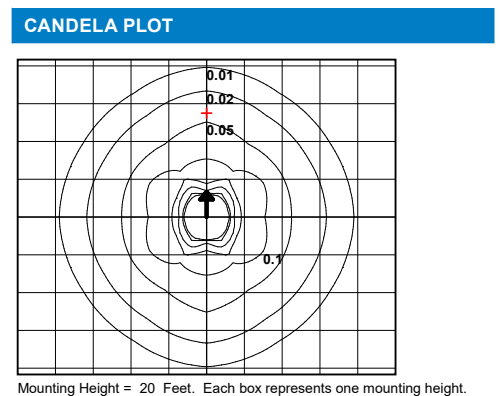 CANDELA PLOT
0.01
0.02
0.05
0.1
Mounting Height = 20 Feet. Each box represents one mounting height.